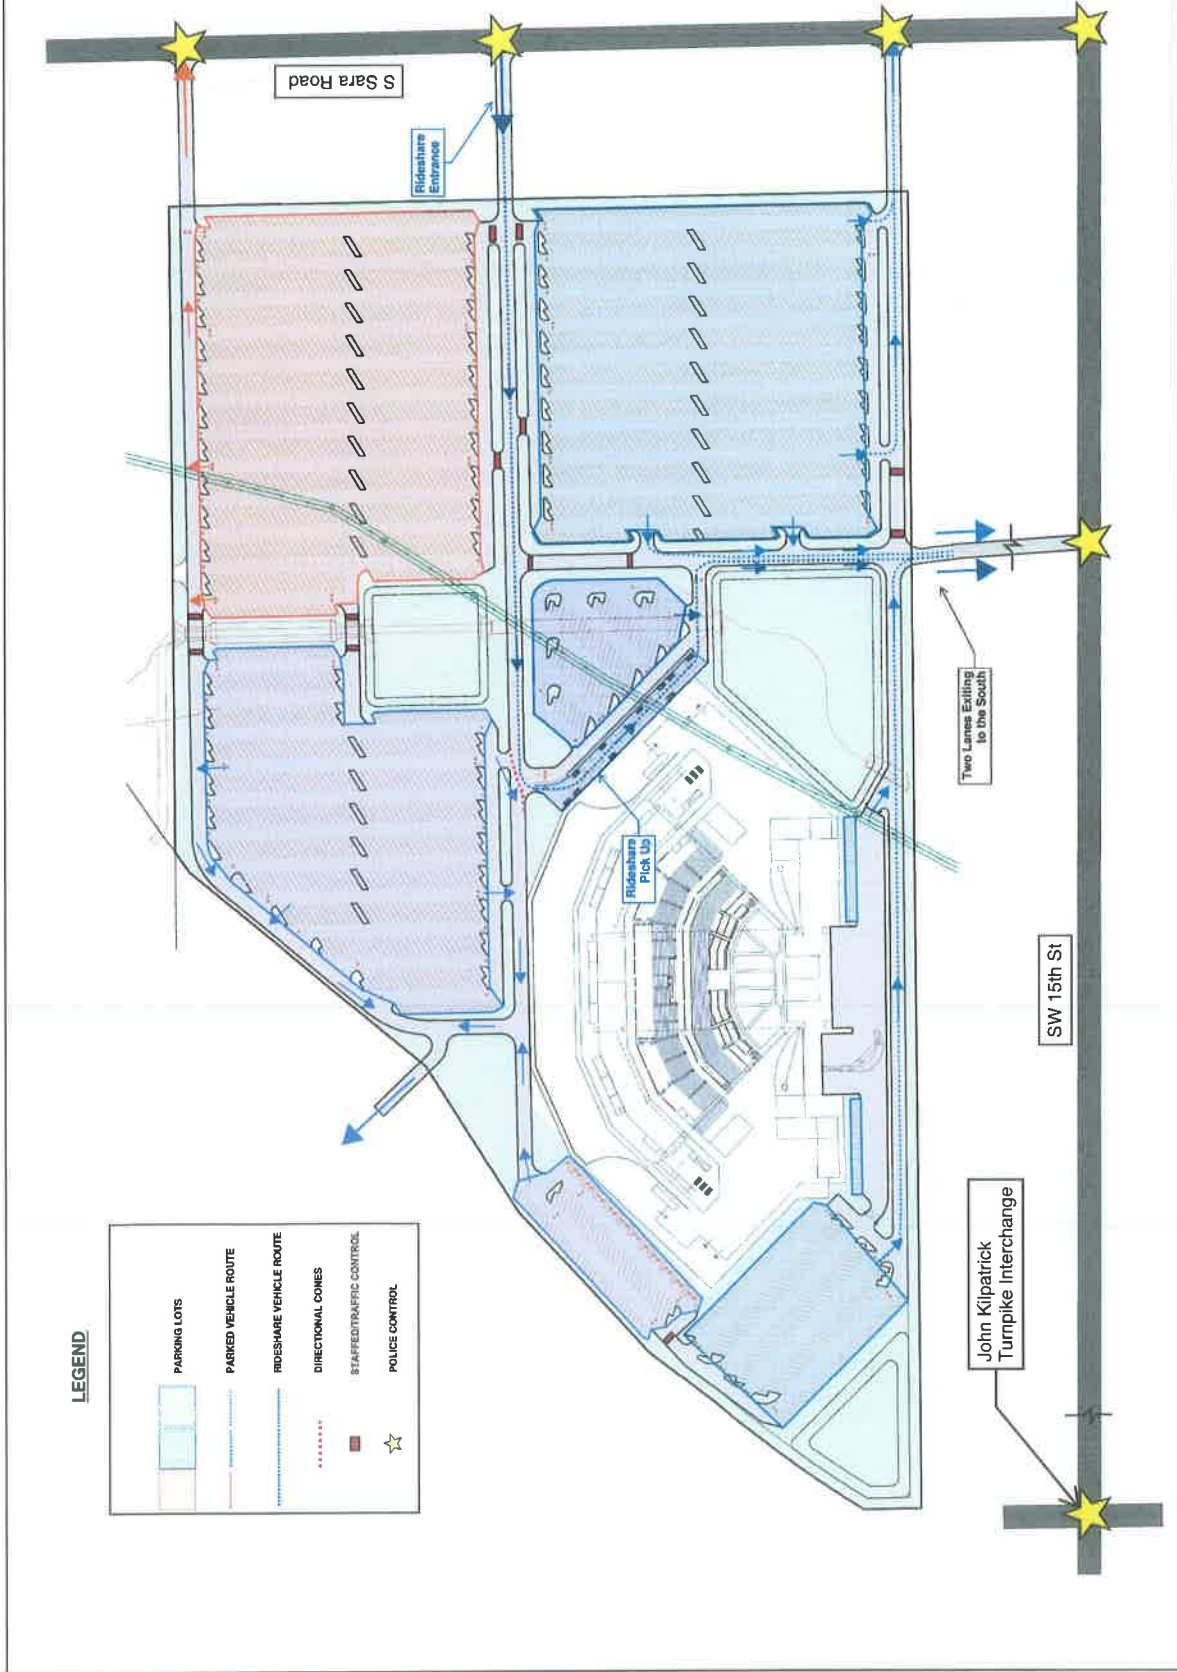 S Sara Road
Rideshare
Entrance
Rideshare
Pick Up
Two Lanes Exiting
to the South
SW 15th St
John Kilpatrick
Turnpike Interchange
LEGEND
PARKING LOTS
PARKED VEHICLE ROUTE
RIDESHARE VEHICLE ROUTE
DIRECTIONAL CONES
STAFFED/TRAFFIC CONTROL
POLICE CONTROL